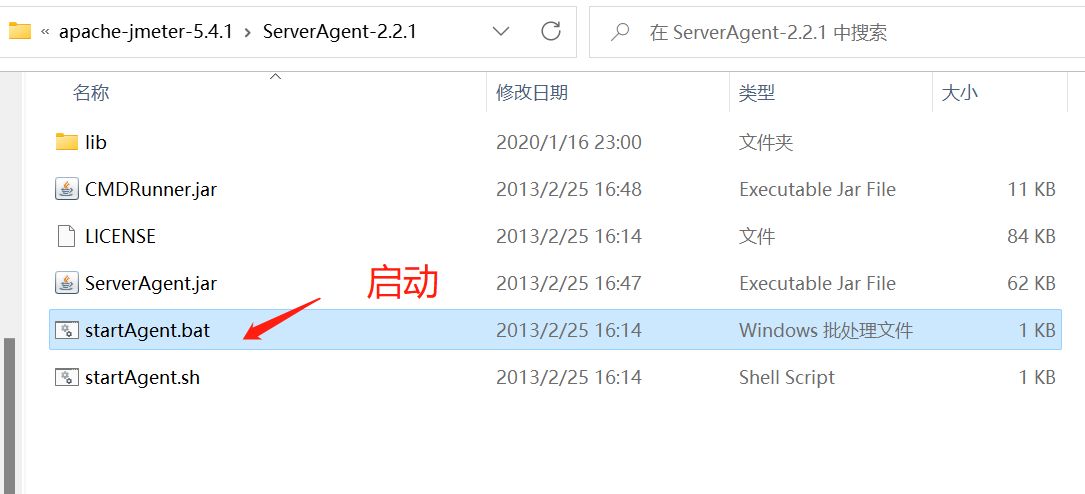 « apache-jmeter-5.4.1 › ServerAgent-2.2.1 在 ServerAgent-2.2.1 中搜索
名称 修改日期 类型 大小
lib 2020/1/16 23:00 文件夹
CMDRunner.jar 2013/2/25 16:48 Executable Jar File 11 KB
LICENSE 2013/2/25 16:14 文件 84 KB
启动
ServerAgent.jar 2013/2/25 16:47 Executable Jar File 62 KB
startAgent.bat 2013/2/25 16:14 Windows 批处理文件 1 KB
startAgent.sh 2013/2/25 16:14 Shell Script 1 KB